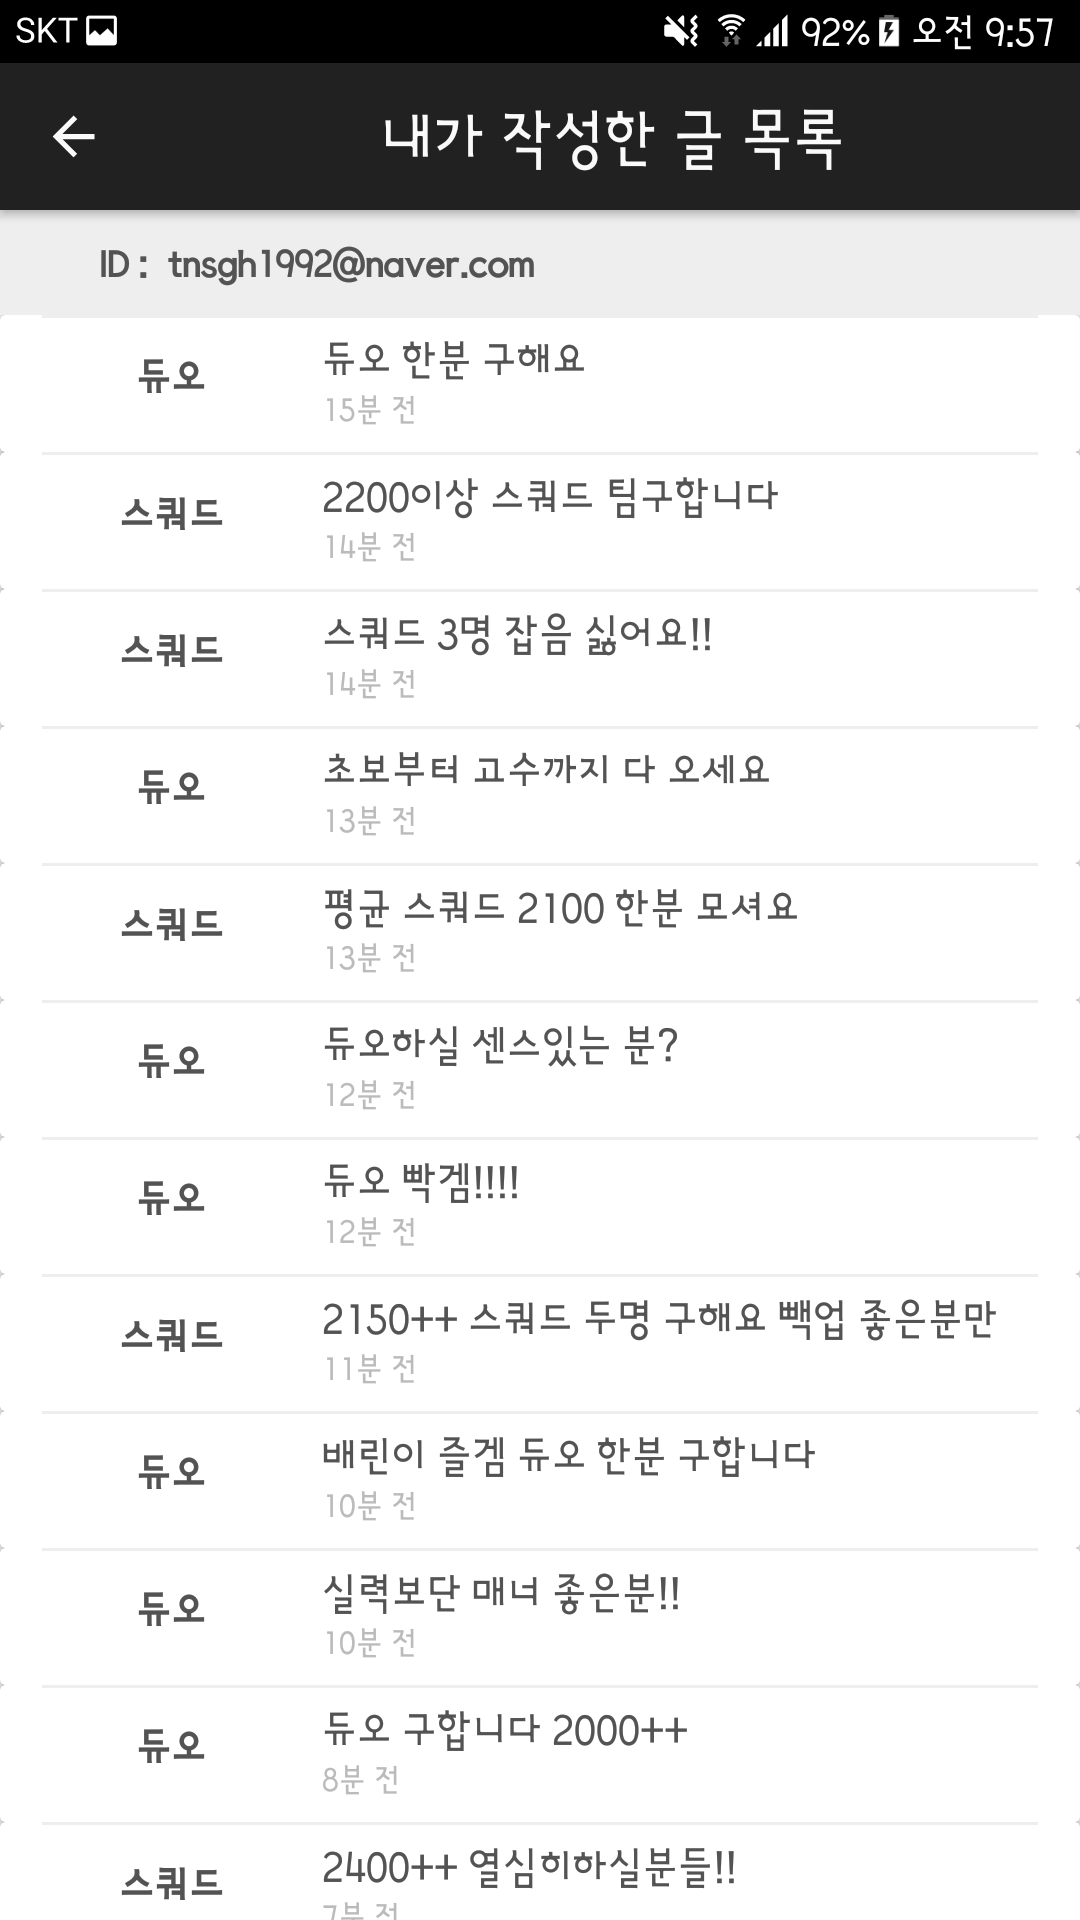 SKT 92% 오전 9:57
내가 작성한 글 목록
ID : tnsgh1992@naver.com
듀오 듀오 한분 구해요
15분 전
스쿼드 2200이상 스쿼드 팀구합니다
14분 전
스쿼드 스쿼드 3명 잡음 싫어요!!
14분 전
듀오 초보부터 고수까지 다 오세요
13분 전
스쿼드 평균 스쿼드 2100 한분 모셔요
13분 전
듀오 듀오하실 센스있는 분?
12분 전
듀오 듀오 빡겜!!!!
12분 전
스쿼드 2150++ 스쿼드 두명 구해요 빽업 좋은분만
11분 전
듀오 배린이 즐겜 듀오 한분 구합니다
10분 전
듀오 실력보단 매너 좋은분!!
10분 전
듀오 듀오 구합니다 2000++
8분 전
스쿼드 2400++ 열심히하실분들!!
7분 전